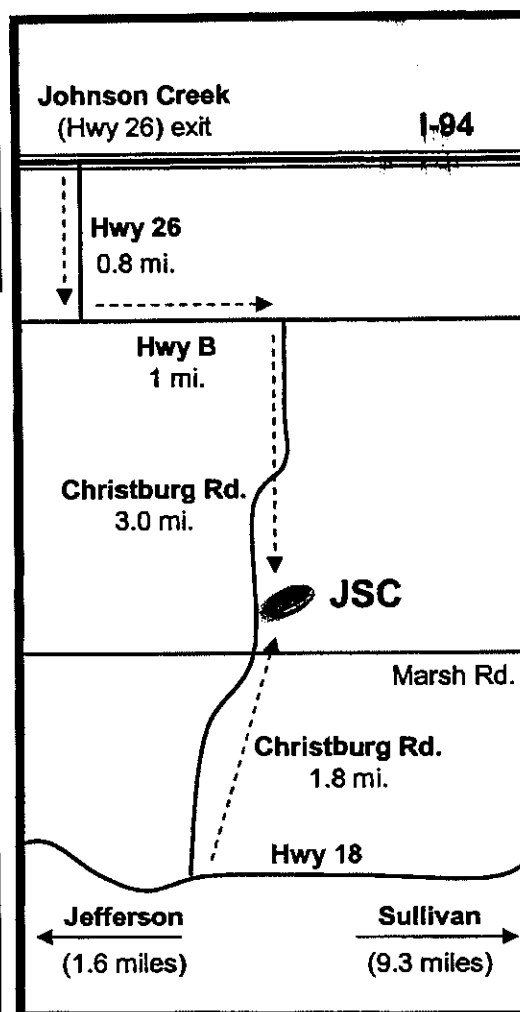 Johnson Creek
(Hwy 26) exit
I-94
Hwy 26
0.8 mi.
Hwy B
1 mi.
Christburg Rd.
3.0 mi.
JSC
Marsh Rd.
Christburg Rd.
1.8 mi.
Hwy 18
Jefferson
(1.6 miles)
Sullivan
(9.3 miles)